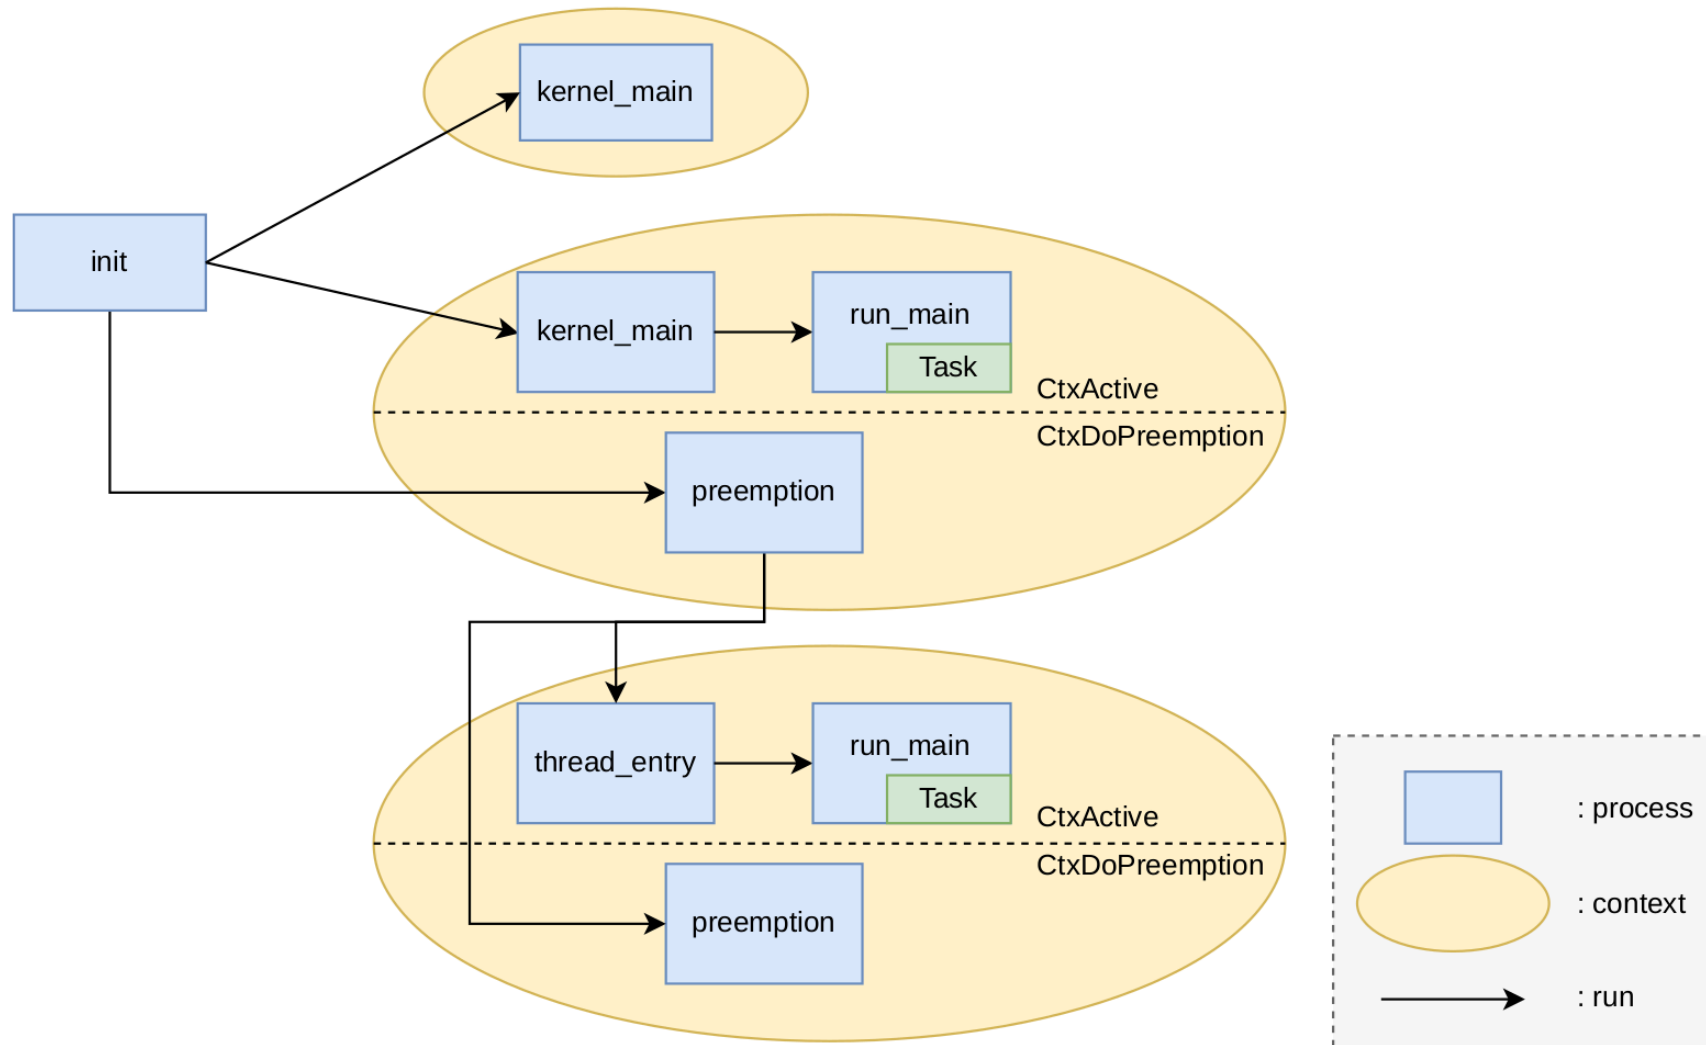 kernel_main
init
kernel_main
run_main
Task
CtxActive
CtxDoPreemption
preemption
thread_entry
run_main
Task
CtxActive
CtxDoPreemption
preemption
: process
: context
: run